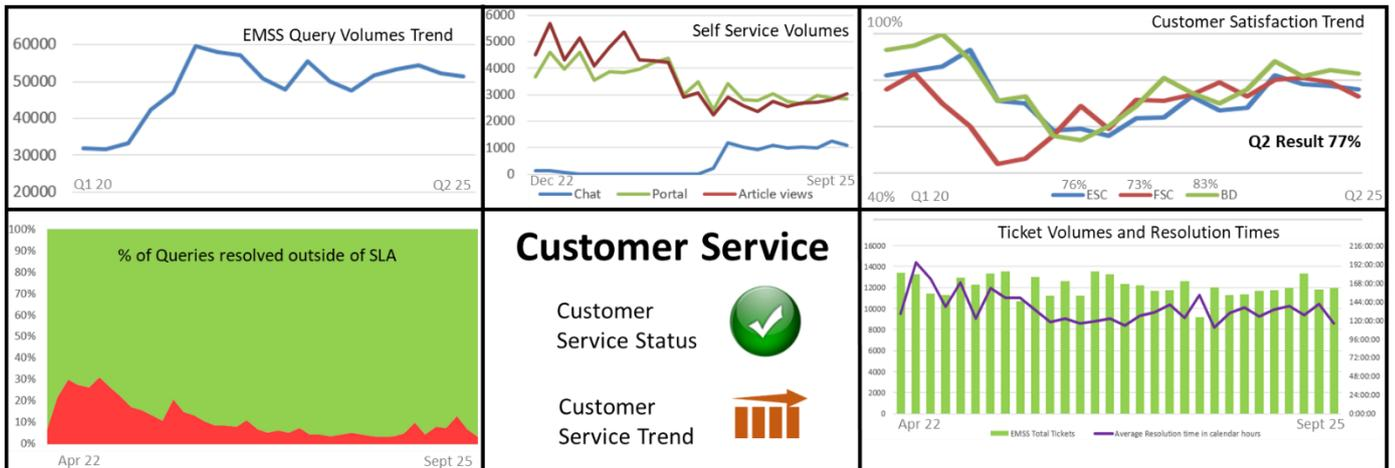 EMSS Query Volumes Trend
60000
50000
40000
30000
20000
Q1 20
Q2 25
Self Service Volumes
6000
5000
4000
3000
2000
1000
0
Dec 22
Sept 25
Chat
Portal
Article views
Customer Satisfaction Trend
100%
Q2 Result 77%
76%
73%
83%
40%
Q1 20
ESC
FSC
BD
Q2 25
% of Queries resolved outside of SLA
100%
90%
80%
70%
60%
50%
40%
30%
20%
10%
0%
Apr 22
Sept 25
Customer Service
Customer
Service Status
Customer
Service Trend
Ticket Volumes and Resolution Times
16000
14000
12000
10000
8000
6000
4000
2000
0
216:00:00
192:00:00
168:00:00
144:00:00
120:00:00
96:00:00
72:00:00
48:00:00
24:00:00
0:00:00
Apr 22
Sept 25
EMSS Total Tickets
Average Resolution time in calendar hours